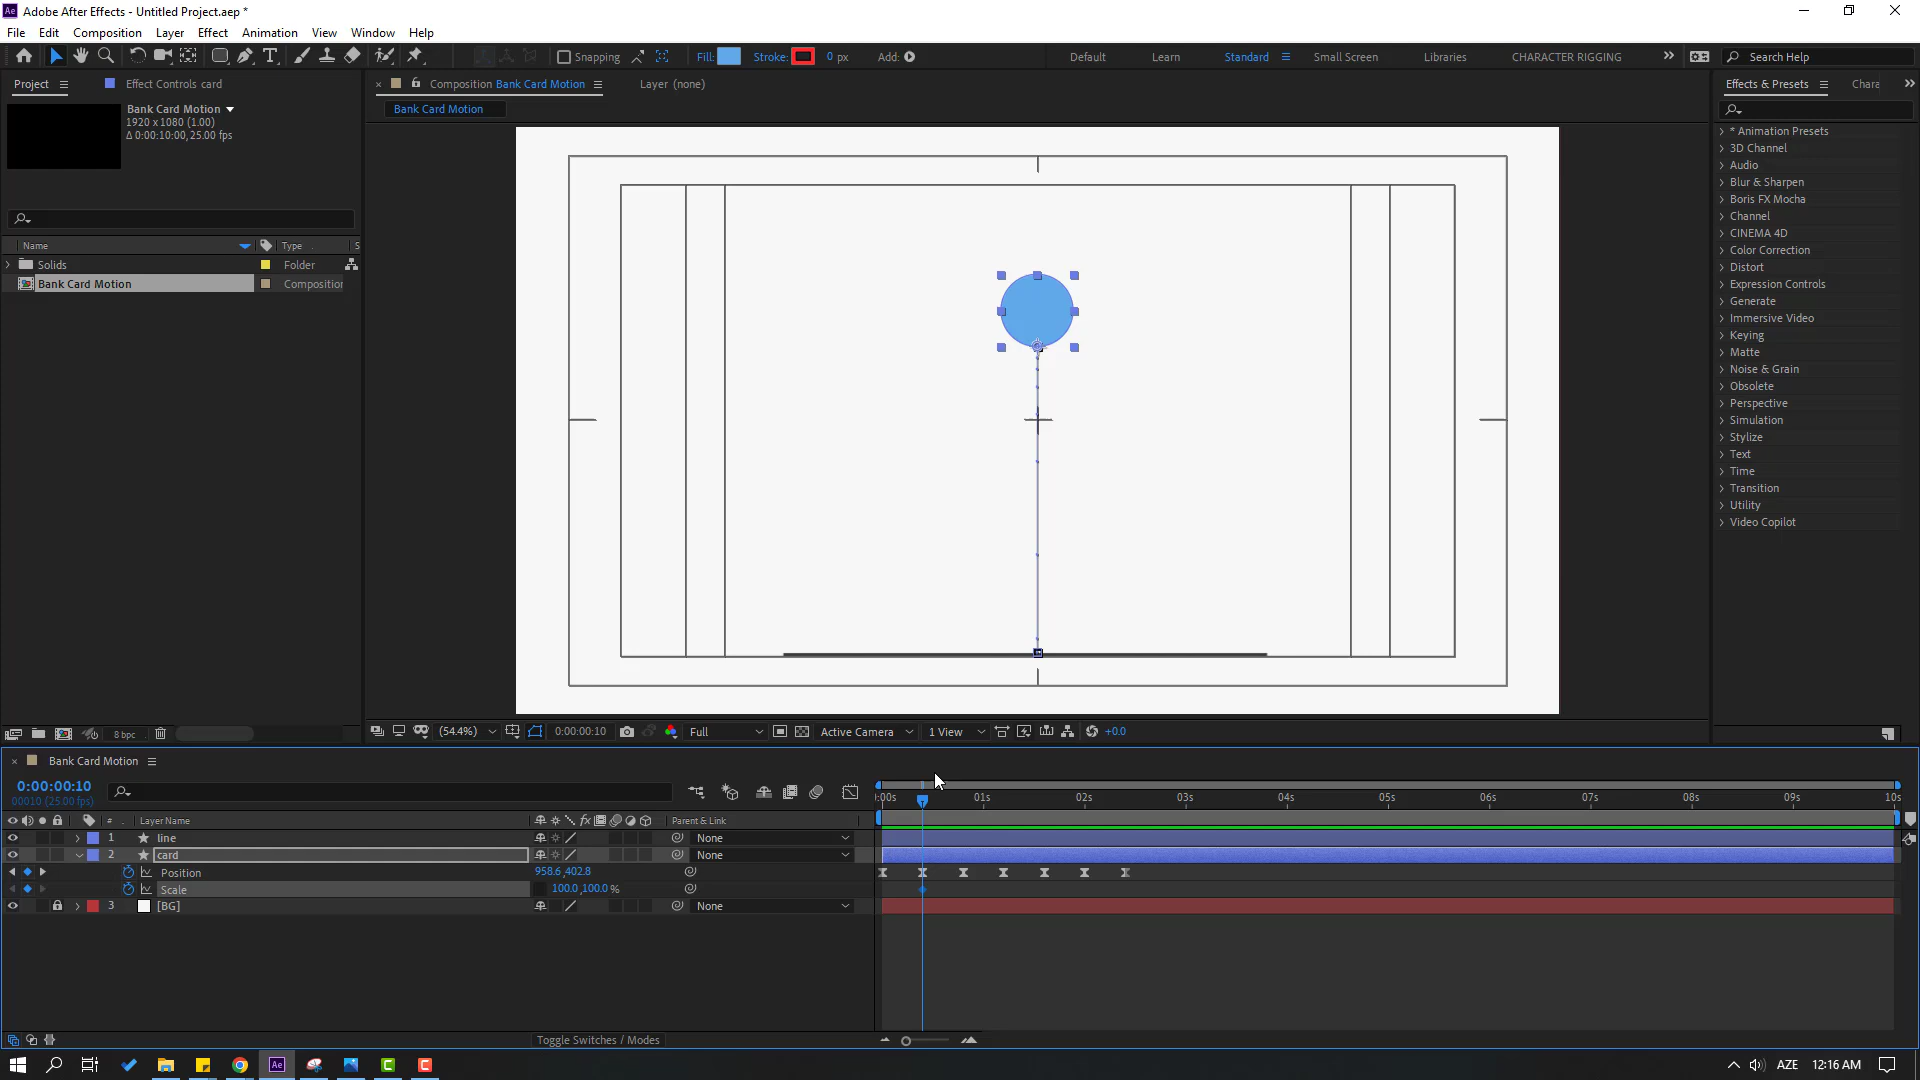 Adobe After Effects - Untitled Project.aep *
File Edit Composition Layer Effect Animation View Window Help
Snapping Fill: Stroke: 0 px Add: Default Learn Standard Small Screen Libraries CHARACTER RIGGING Search Help
Project Effect Controls card
Composition Bank Card Motion Layer (none)
Effects & Presets Chara
Bank Card Motion
1920 x 1080 (1.00)
Δ 0:00:10:00, 25.00 fps
Bank Card Motion
Name Type S
Solids Folder
Bank Card Motion Composition
* Animation Presets
3D Channel
Audio
Blur & Sharpen
Boris FX Mocha
Channel
CINEMA 4D
Color Correction
Distort
Expression Controls
Generate
Immersive Video
Keying
Matte
Noise & Grain
Obsolete
Perspective
Simulation
Stylize
Text
Time
Transition
Utility
Video Copilot
8 bpc
(54.4%) 0:00:00:10 Full Active Camera 1 View +0.0
Bank Card Motion
0:00:00:10
00010 (25.00 fps)
:00s 01s 02s 03s 04s 05s 06s 07s 08s 09s 10s
# Layer Name fx Parent & Link
1 line None
2 card None
Position 958.6,402.8
Scale 100.0,100.0 %
3 [BG] None
Toggle Switches / Modes
Ae AZE 12:16 AM